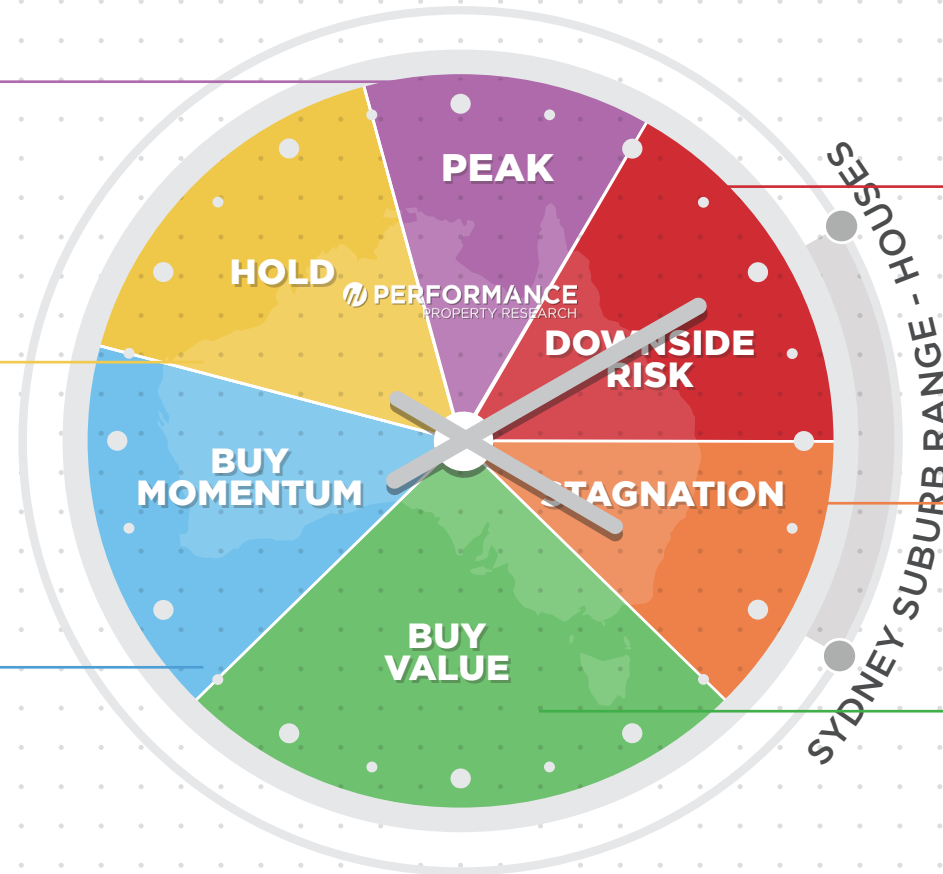 PEAK
HOLD
PERFORMANCE
PROPERTY RESEARCH
DOWNSIDE
RISK
BUY
MOMENTUM
STAGNATION
BUY
VALUE
SYDNEY SUBURB RANGE - HOUSES